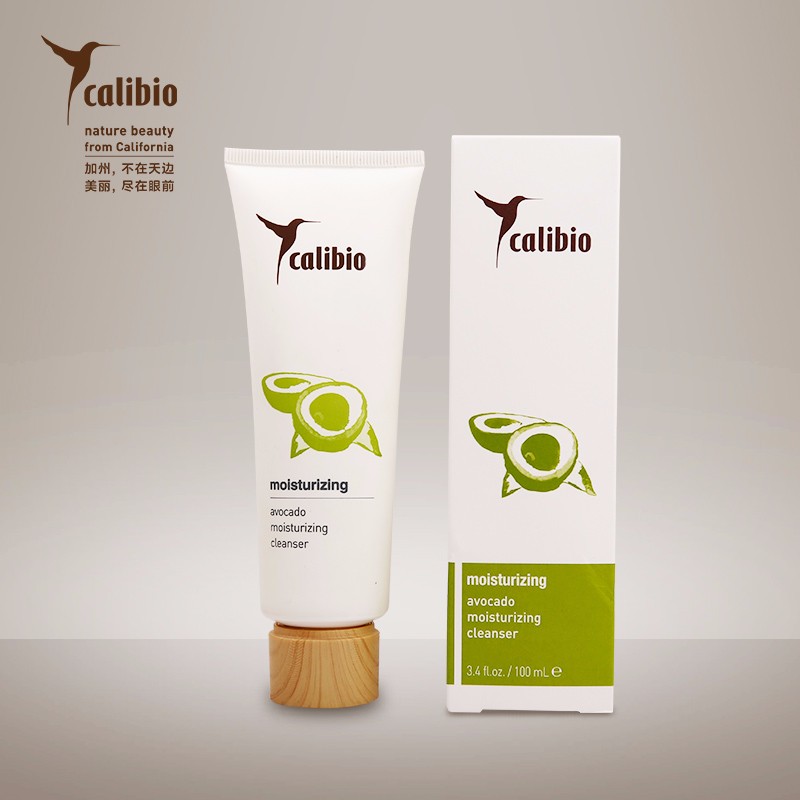 calibio
nature beauty
from California
加州，不在天边
美丽，尽在眼前
calibio
moisturizing
avocado
moisturizing
cleanser
calibio
moisturizing
avocado
moisturizing
cleanser
3.4 fl.oz. / 100 mL ℮